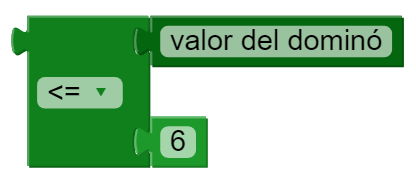 valor del dominó
<= ▼
6